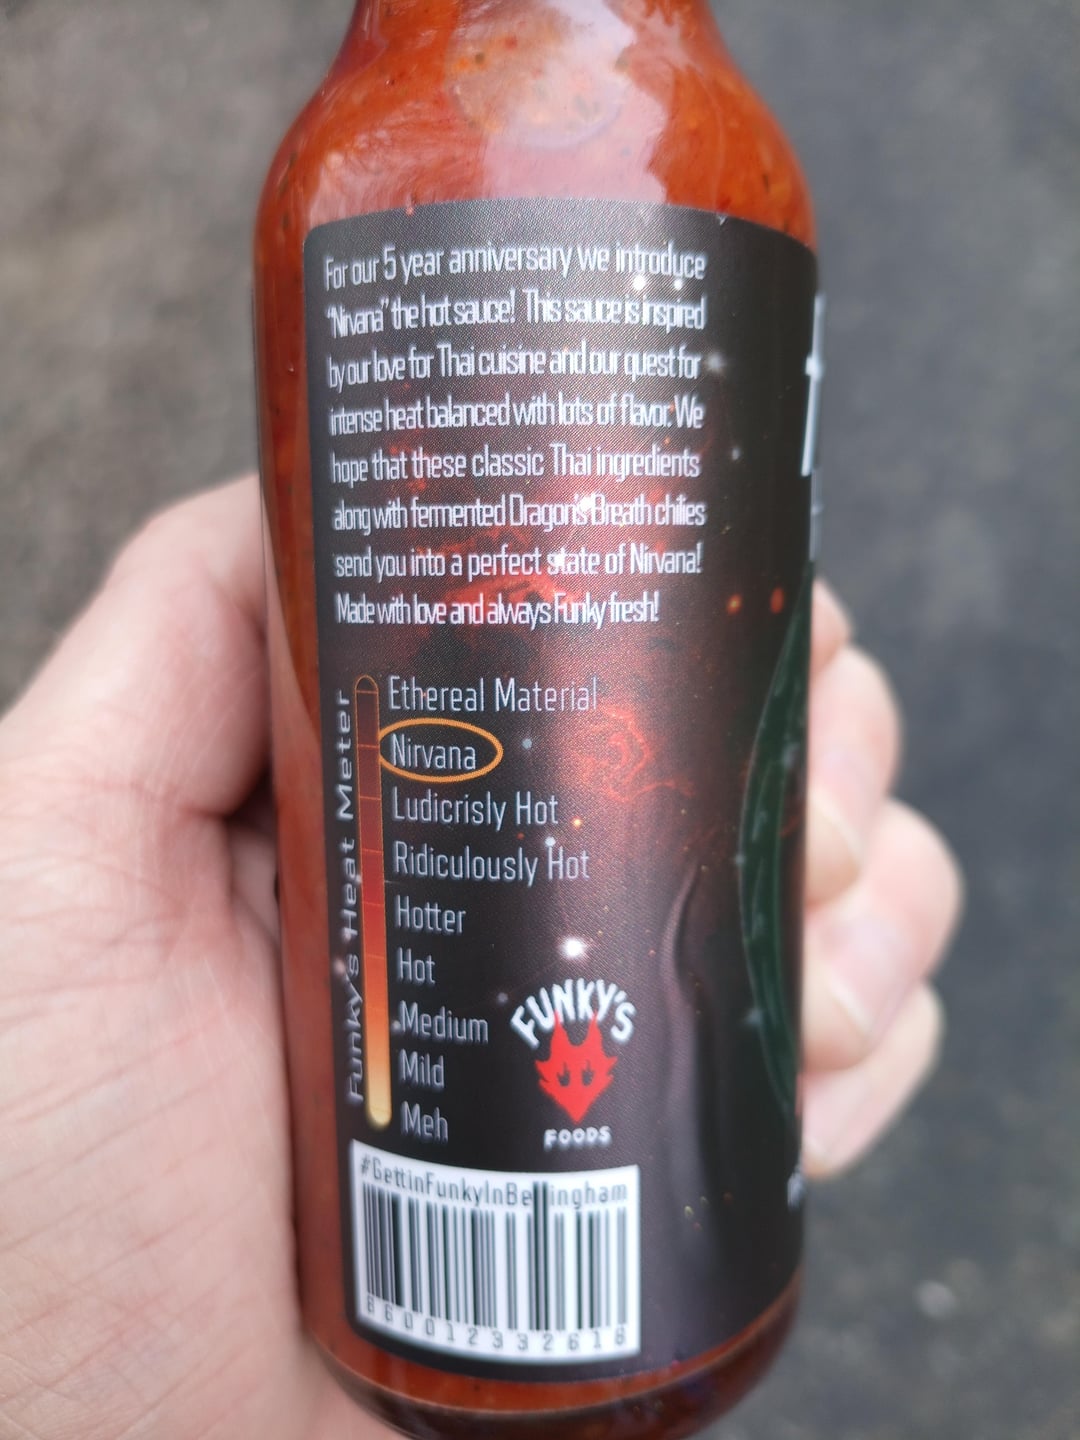 For our 5 year anniversary we introduce
"Nirvana" the hot sauce! This sauce is inspired
by our love for Thai cuisine and our quest for
intense heat balanced with lots of flavor. We
hope that these classic Thai ingredients
along with fermented Dragon's Breath chilies
send you into a perfect state of Nirvana!
Made with love and always Funky fresh!
Funky's Heat Meter
Ethereal Material
Nirvana
Ludicrisly Hot
Ridiculously Hot
Hotter
Hot
Medium
Mild
Meh
FUNKY'S
FOODS
#GettinFunkyInBellingham
860012332618